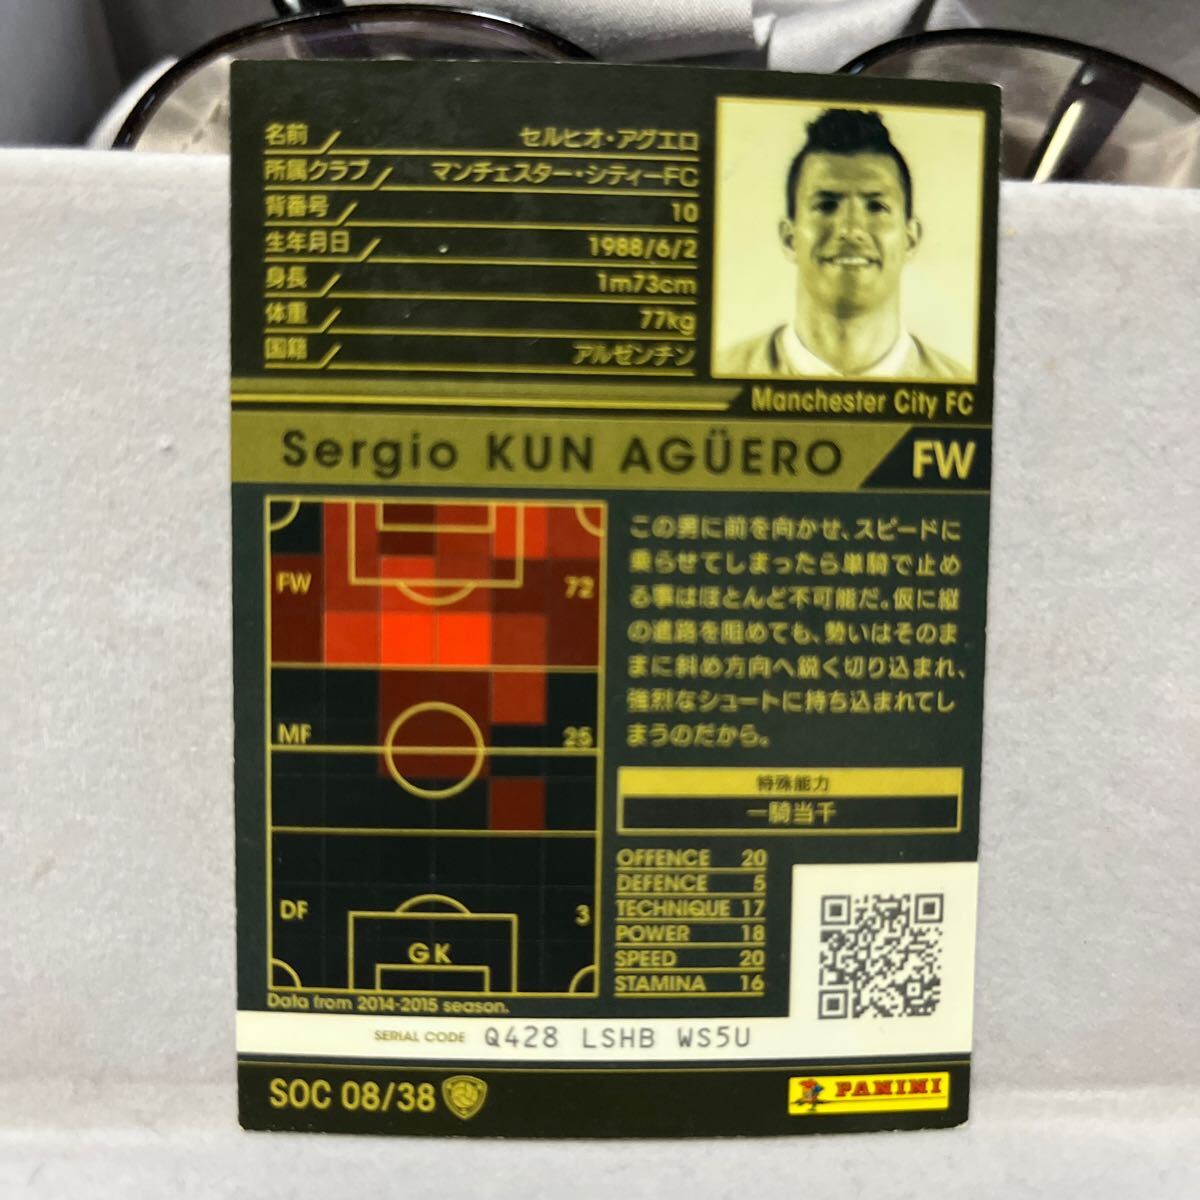 名前 セルヒオ・アグエロ
所属クラブ マンチェスター・シティーFC
背番号 10
生年月日 1988/6/2
身長 1m73cm
体重 77kg
国籍 アルゼンチン
Manchester City FC
Sergio KUN AGÜERO FW
FW 72
MF 25
DF 3
GK
Data from 2014-2015 season.
この男に前を向かせ、スピードに
乗らせてしまったら単騎で止め
る事はほとんど不可能だ。仮に縦
の進路を阻めても、勢いはそのま
まに斜め方向へ鋭く切り込まれ、
強烈なシュートに持ち込まれてし
まうのだから。
特殊能力
一騎当千
OFFENCE 20
DEFENCE 5
TECHNIQUE 17
POWER 18
SPEED 20
STAMINA 16
SERIAL CODE Q428 LSHB WS5U
SOC 08/38
PANINI